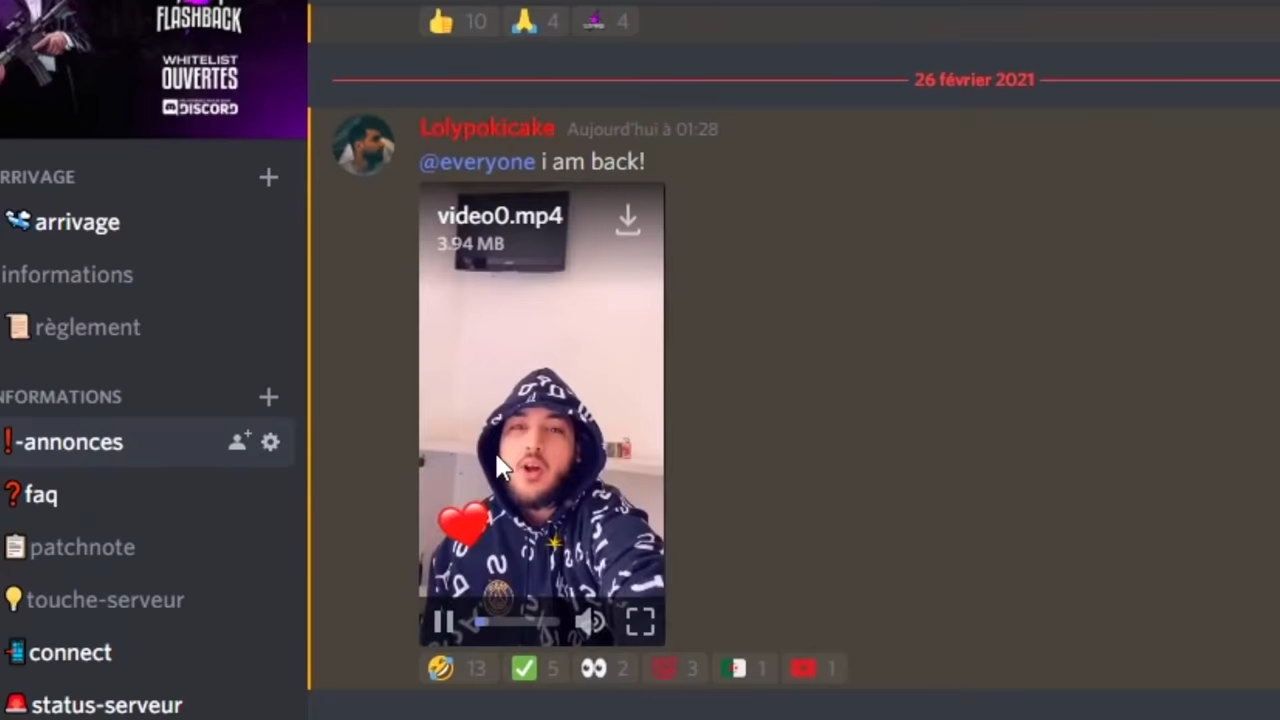 FLASHBACK
WHITELIST
OUVERTES
DISCORD
RRIVAGE
arrivage
informations
règlement
NFORMATIONS
-annonces
faq
patchnote
touche-serveur
connect
status-serveur
10 4 4
26 février 2021
Lolypokicake Aujourd'hui à 01:28
@everyone i am back!
video0.mp4
3.94 MB
13 5 2 3 1 1